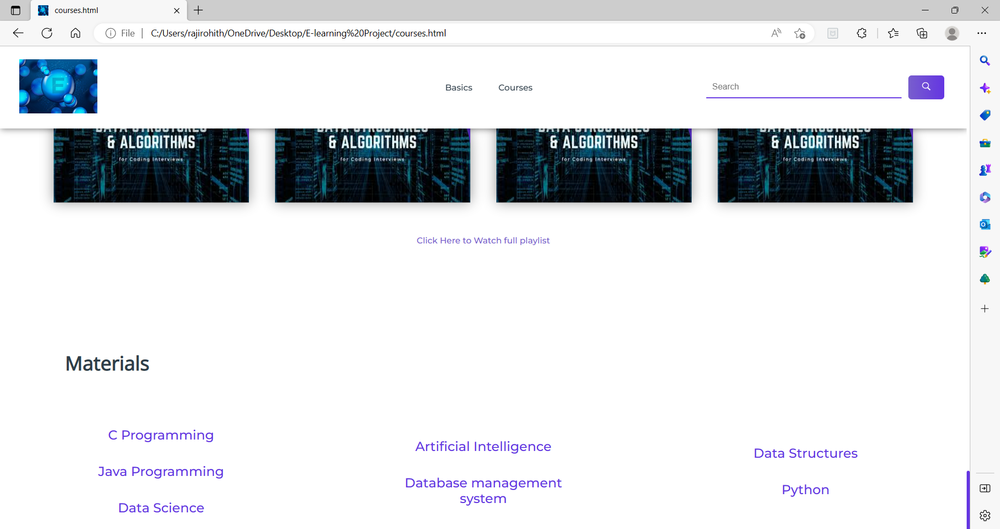 courses.html
File
C:/Users/rajirohith/OneDrive/Desktop/E-learning%20Project/courses.html
E
Basics
Courses
Search
& ALGORITHMS
for Coding Interviews
& ALGORITHMS
for Coding Interviews
& ALGORITHMS
for Coding Interviews
& ALGORITHMS
for Coding Interviews
Click Here to Watch full playlist
Materials
C Programming
Java Programming
Data Science
Artificial Intelligence
Database management
system
Data Structures
Python